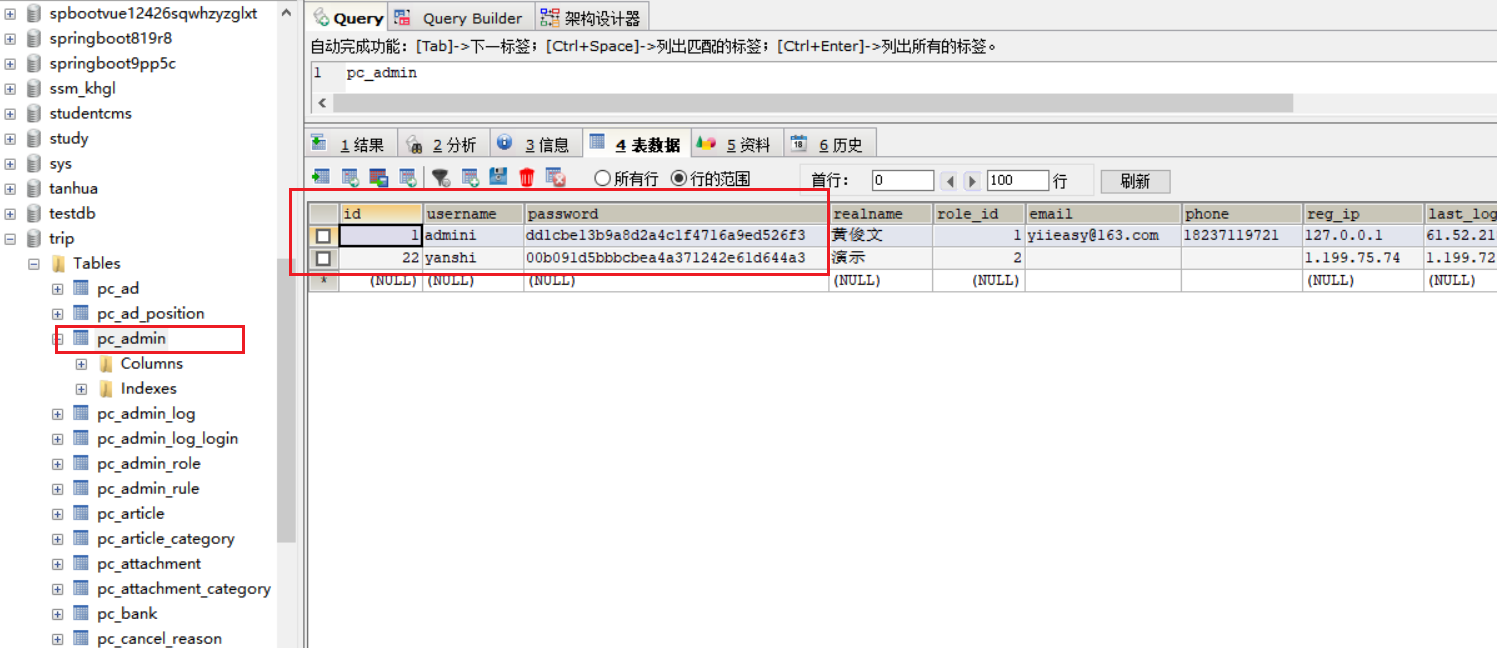 spbootvue12426sqwhzyzglxt
springboot819r8
springboot9pp5c
ssm_khgl
studentcms
study
sys
tanhua
testdb
trip
Tables
pc_ad
pc_ad_position
pc_admin
Columns
Indexes
pc_admin_log
pc_admin_log_login
pc_admin_role
pc_admin_rule
pc_article
pc_article_category
pc_attachment
pc_attachment_category
pc_bank
pc_cancel_reason
Query Query Builder 架构设计器
自动完成功能: [Tab]->下一标签; [Ctrl+Space]->列出匹配的标签; [Ctrl+Enter]->列出所有的标签。
1 pc_admin
1 结果 2 分析 3 信息 4 表数据 5 资料 6 历史
所有行 行的范围 首行: 0 100 行 刷新
id username password realname role_id email phone reg_ip last_log
1 admini dd1cbe13b9a8d2a4c1f4716a9ed526f3 黄俊文 1 yiieasy@163.com 18237119721 127.0.0.1 61.52.21
22 yanshi 00b091d5bbbcbea4a371242e61d644a3 演示 2 1.199.75.74 1.199.72
* (NULL) (NULL) (NULL) (NULL) (NULL) (NULL) (NULL)